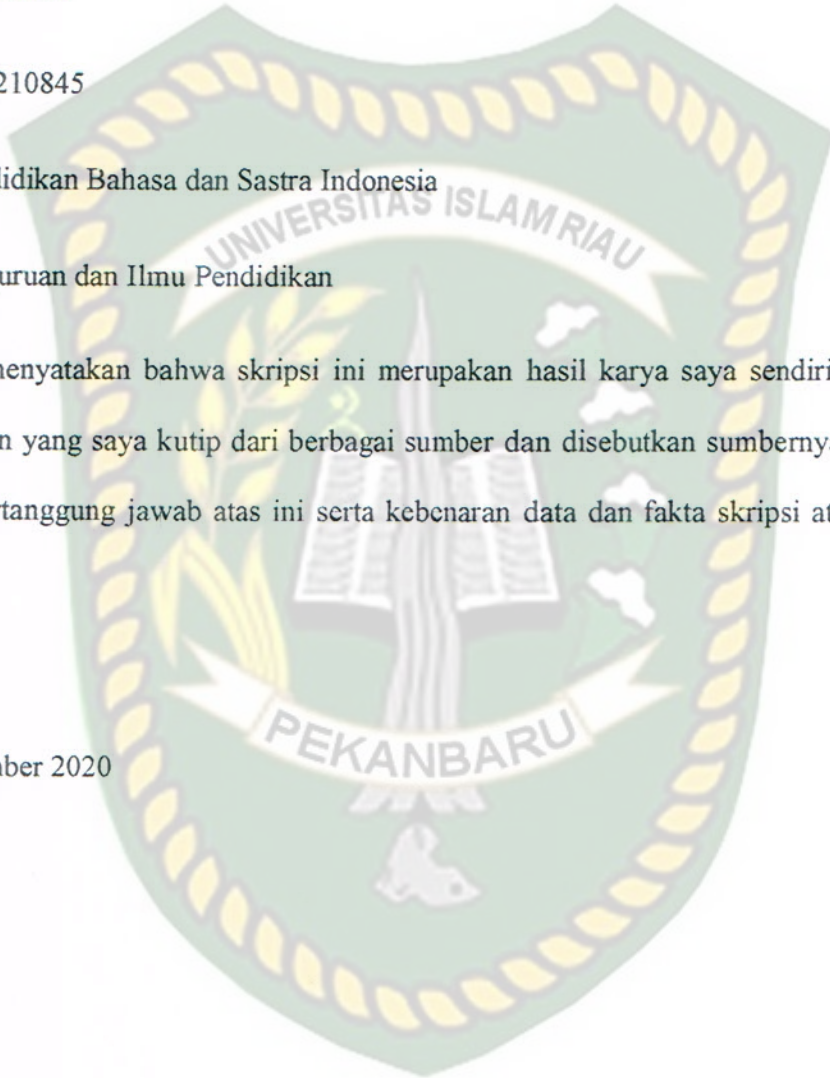 210845
didikan Bahasa dan Sastra Indonesia
UNIVERSITAS ISLAM RIAU
uruan dan Ilmu Pendidikan
nenyatakan bahwa skripsi ini merupakan hasil karya saya sendiri
n yang saya kutip dari berbagai sumber dan disebutkan sumbernya
rtanggung jawab atas ini serta kebenaran data dan fakta skripsi at
PEKANBARU
ber 2020